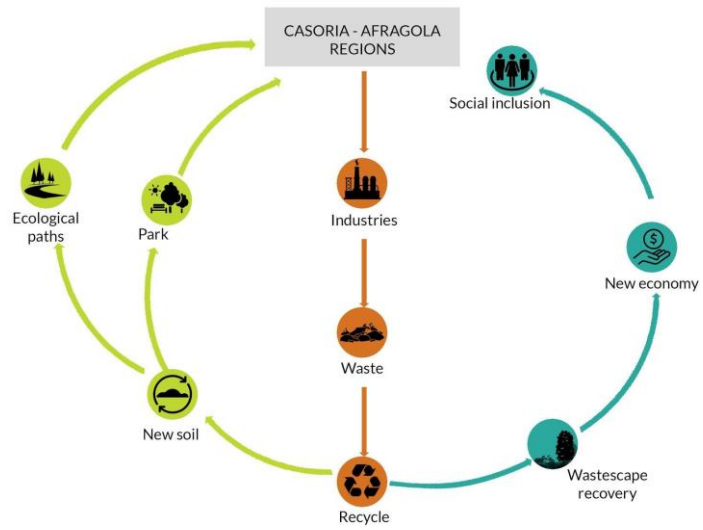 CASORIA - AFRAGOLA
REGIONS
Social inclusion
Ecological
paths
Park
Industries
New economy
Waste
New soil
Wastescape
recovery
Recycle